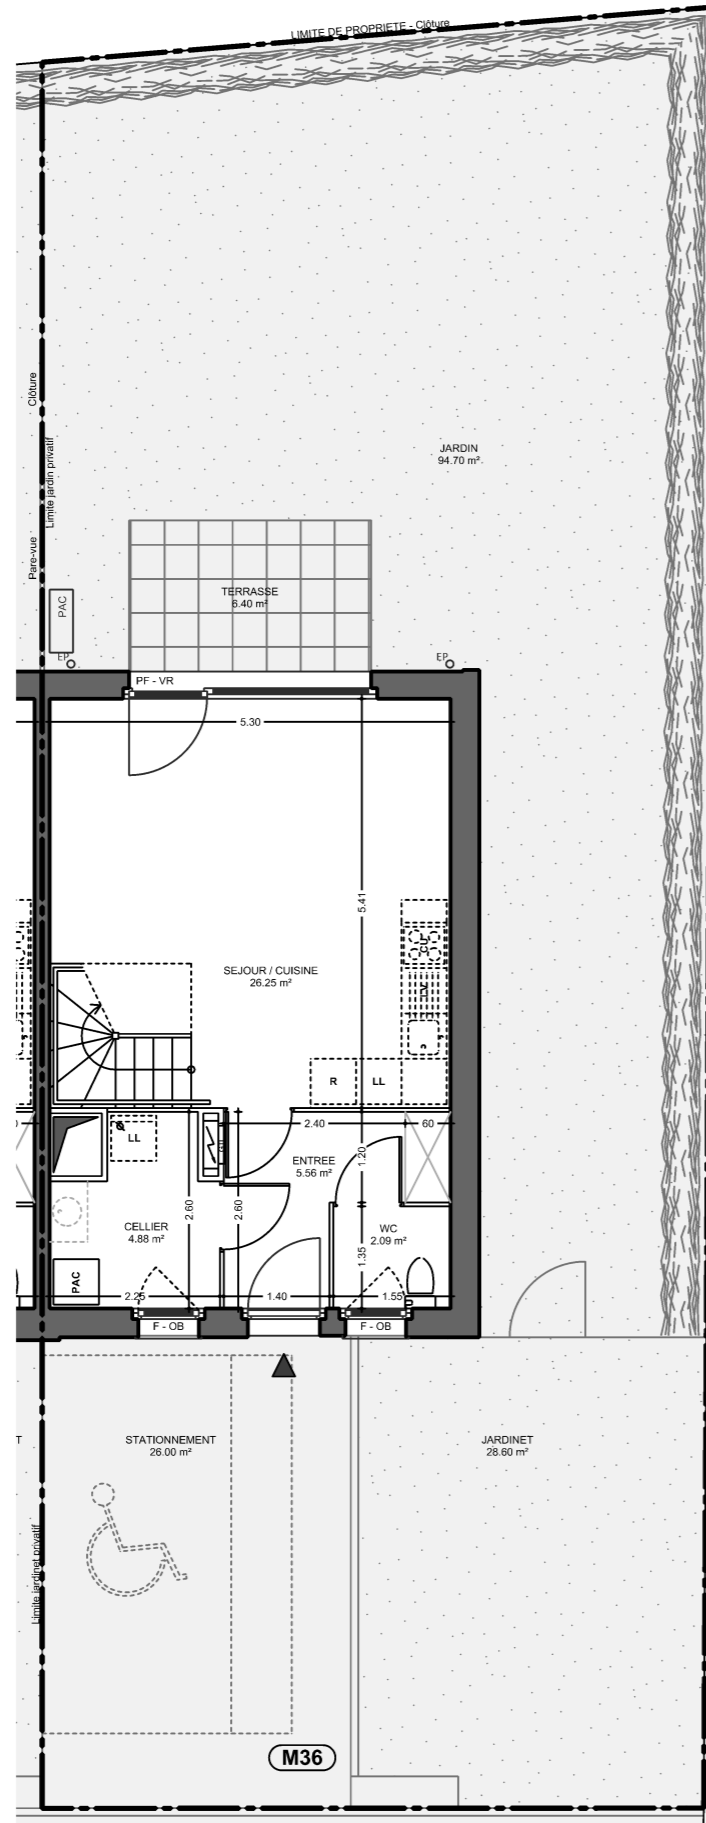 LIMITE DE PROPRIETE - Clôture
Clôture
Limite jardin privatif
Pare-vue
JARDIN
94.70 m²
TERRASSE
6.40 m²
PAC
EP
EP
PF - VR
5.30
5.41
CU
LV
SEJOUR / CUISINE
26.25 m²
R
LL
LL
2.40
60
ENTREE
5.56 m²
1.20
2.60
2.60
CELLIER
4.88 m²
WC
2.09 m²
1.35
PAC
2.25
1.40
1.55
F - OB
F - OB
STATIONNEMENT
26.00 m²
JARDINET
28.60 m²
T
Limite jardinet privatif
M36